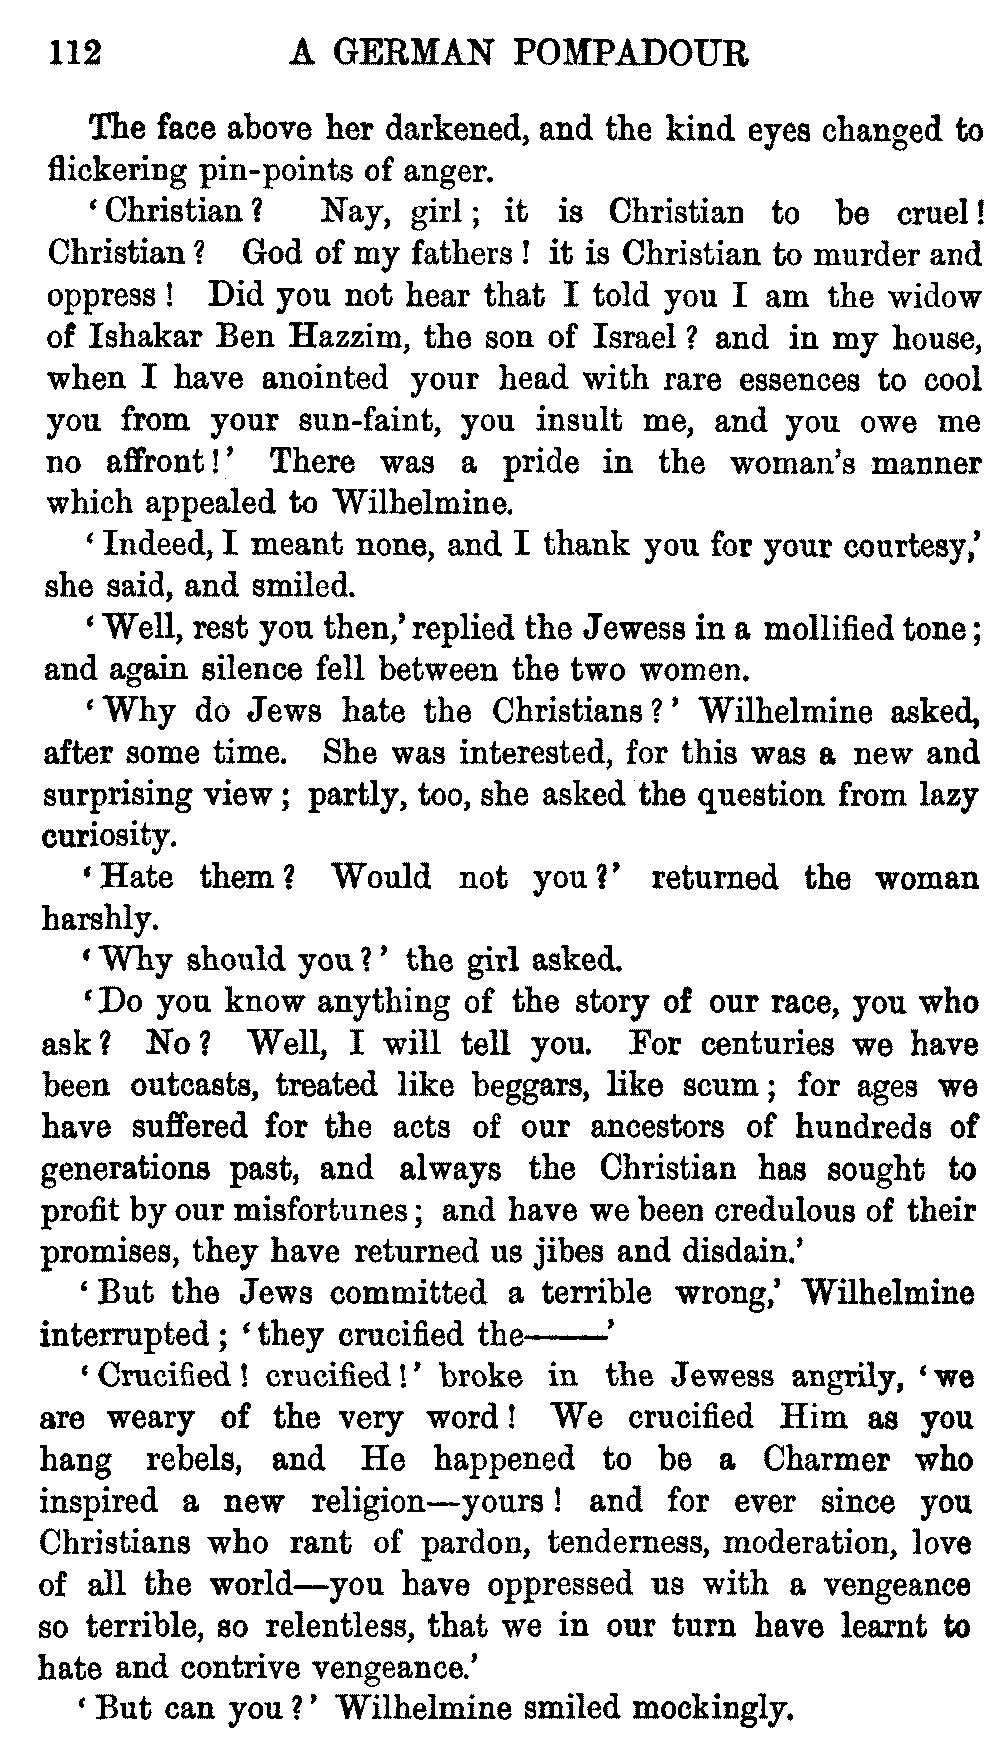 112 A GERMAN POMPADOUR
The face above her darkened, and the kind eyes changed to
flickering pin-points of anger.
‘Christian? Nay, girl; it is Christian to be cruel!
Christian? God of my fathers! it is Christian to murder and
oppress! Did you not hear that I told you I am the widow
of Ishakar Ben Hazzim, the son of Israel? and in my house,
when I have anointed your head with rare essences to cool
you from your sun-faint, you insult me, and you owe me
no affront!’ There was a pride in the woman's manner
which appealed to Wilhelmine.
‘Indeed, I meant none, and I thank you for your courtesy,’
she said, and smiled.
‘Well, rest you then,’ replied the Jewess in a mollified tone;
and again silence fell between the two women.
‘Why do Jews hate the Christians?’ Wilhelmine asked,
after some time. She was interested, for this was a new and
surprising view; partly, too, she asked the question from lazy
curiosity.
‘Hate them? Would not you?’ returned the woman
harshly.
‘Why should you?’ the girl asked.
‘Do you know anything of the story of our race, you who
ask? No? Well, I will tell you. For centuries we have
been outcasts, treated like beggars, like scum; for ages we
have suffered for the acts of our ancestors of hundreds of
generations past, and always the Christian has sought to
profit by our misfortunes; and have we been credulous of their
promises, they have returned us jibes and disdain.’
‘But the Jews committed a terrible wrong,’ Wilhelmine
interrupted; ‘they crucified the——’
‘Crucified! crucified!’ broke in the Jewess angrily, ‘we
are weary of the very word! We crucified Him as you
hang rebels, and He happened to be a Charmer who
inspired a new religion—yours! and for ever since you
Christians who rant of pardon, tenderness, moderation, love
of all the world—you have oppressed us with a vengeance
so terrible, so relentless, that we in our turn have learnt to
hate and contrive vengeance.’
‘But can you?’ Wilhelmine smiled mockingly.